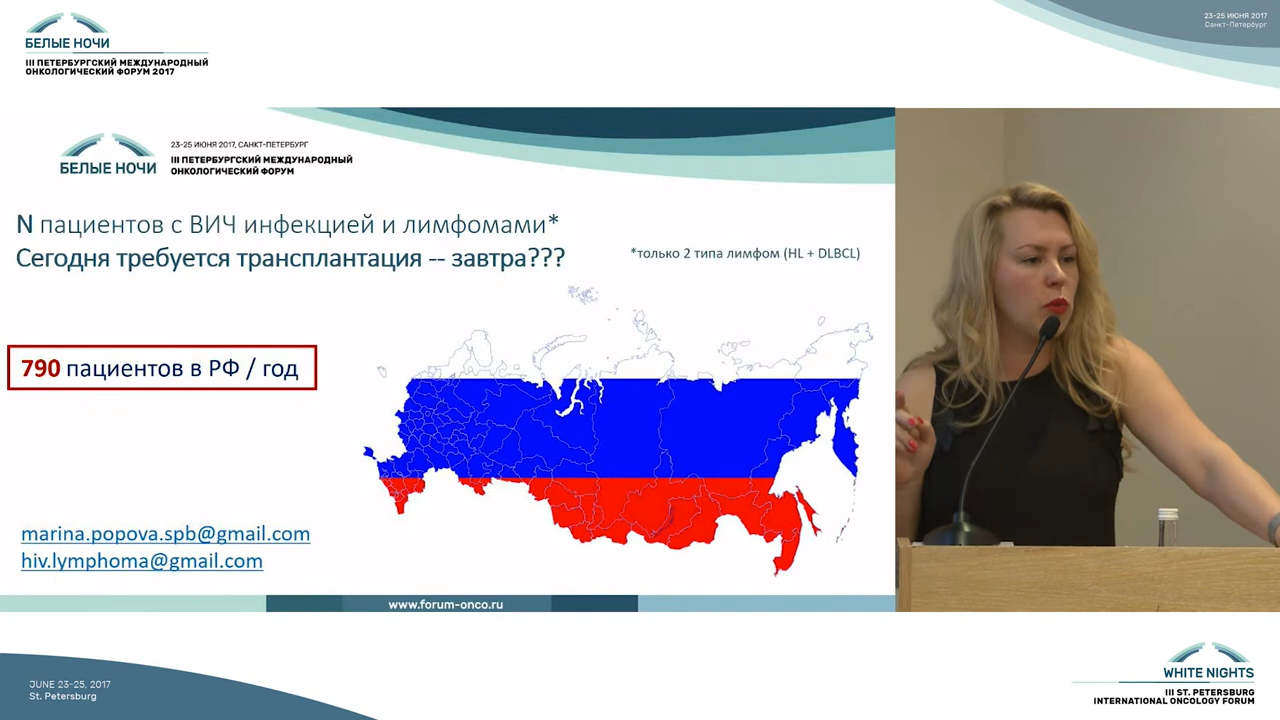 БЕЛЫЕ НОЧИ
III ПЕТЕРБУРГСКИЙ МЕЖДУНАРОДНЫЙ
ОНКОЛОГИЧЕСКИЙ ФОРУМ 2017
23-25 ИЮНЯ 2017
Санкт-Петербург
БЕЛЫЕ НОЧИ
23-25 ИЮНЯ 2017, САНКТ-ПЕТЕРБУРГ
III ПЕТЕРБУРГСКИЙ МЕЖДУНАРОДНЫЙ
ОНКОЛОГИЧЕСКИЙ ФОРУМ
N пациентов с ВИЧ инфекцией и лимфомами*
Сегодня требуется трансплантация -- завтра???
*только 2 типа лимфом (HL + DLBCL)
790 пациентов в РФ / год
marina.popova.spb@gmail.com
hiv.lymphoma@gmail.com
www.forum-onco.ru
JUNE 23-25, 2017
St. Petersburg
WHITE NIGHTS
III ST. PETERSBURG
INTERNATIONAL ONCOLOGY FORUM